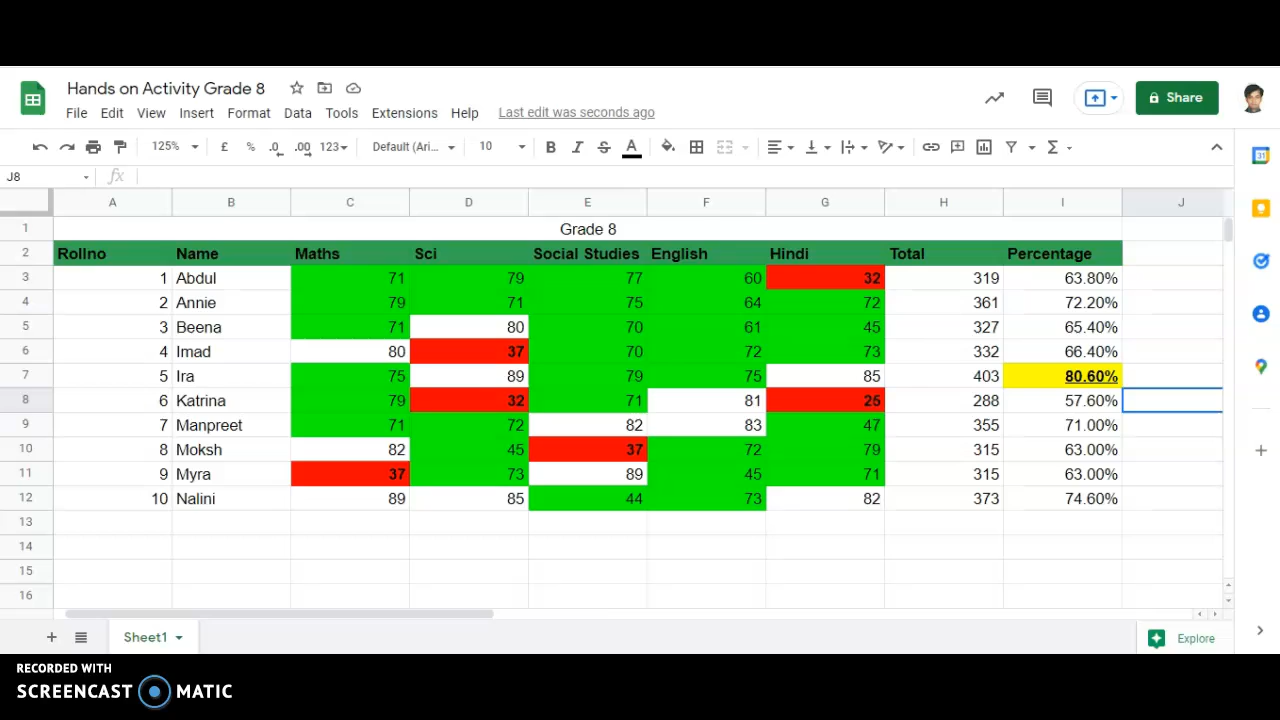 Hands on Activity Grade 8
File Edit View Insert Format Data Tools Extensions Help Last edit was seconds ago
Share
125% £ % .0 .00 123 Default (Ari... 10 B I S A Σ
J8 fx
A B C D E F G H I J
1 Grade 8
2 Rollno Name Maths Sci Social Studies English Hindi Total Percentage
3 1 Abdul 71 79 77 60 32 319 63.80%
4 2 Annie 79 71 75 64 72 361 72.20%
5 3 Beena 71 80 70 61 45 327 65.40%
6 4 Imad 80 37 70 72 73 332 66.40%
7 5 Ira 75 89 79 75 85 403 80.60%
8 6 Katrina 79 32 71 81 25 288 57.60%
9 7 Manpreet 71 72 82 83 47 355 71.00%
10 8 Moksh 82 45 37 72 79 315 63.00%
11 9 Myra 37 73 89 45 71 315 63.00%
12 10 Nalini 89 85 44 73 82 373 74.60%
13
14
15
16
Sheet1 Explore
RECORDED WITH
SCREENCAST MATIC